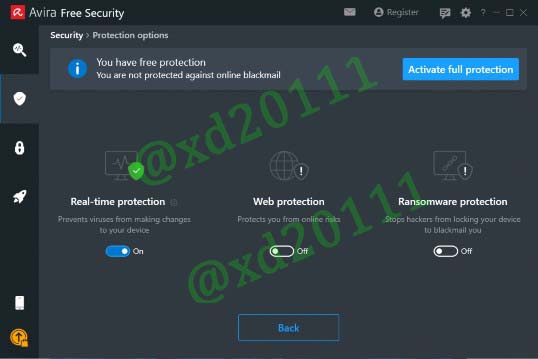 Avira Free Security
Register
?
Security > Protection options
You have free protection
You are not protected against online blackmail
Activate full protection
Real-time protection
Prevents viruses from making changes
to your device
On
Web protection
Protects you from online risks
Off
Ransomware protection
Stops hackers from locking your device
to blackmail you
Off
Back
@xd20111
@xd20111